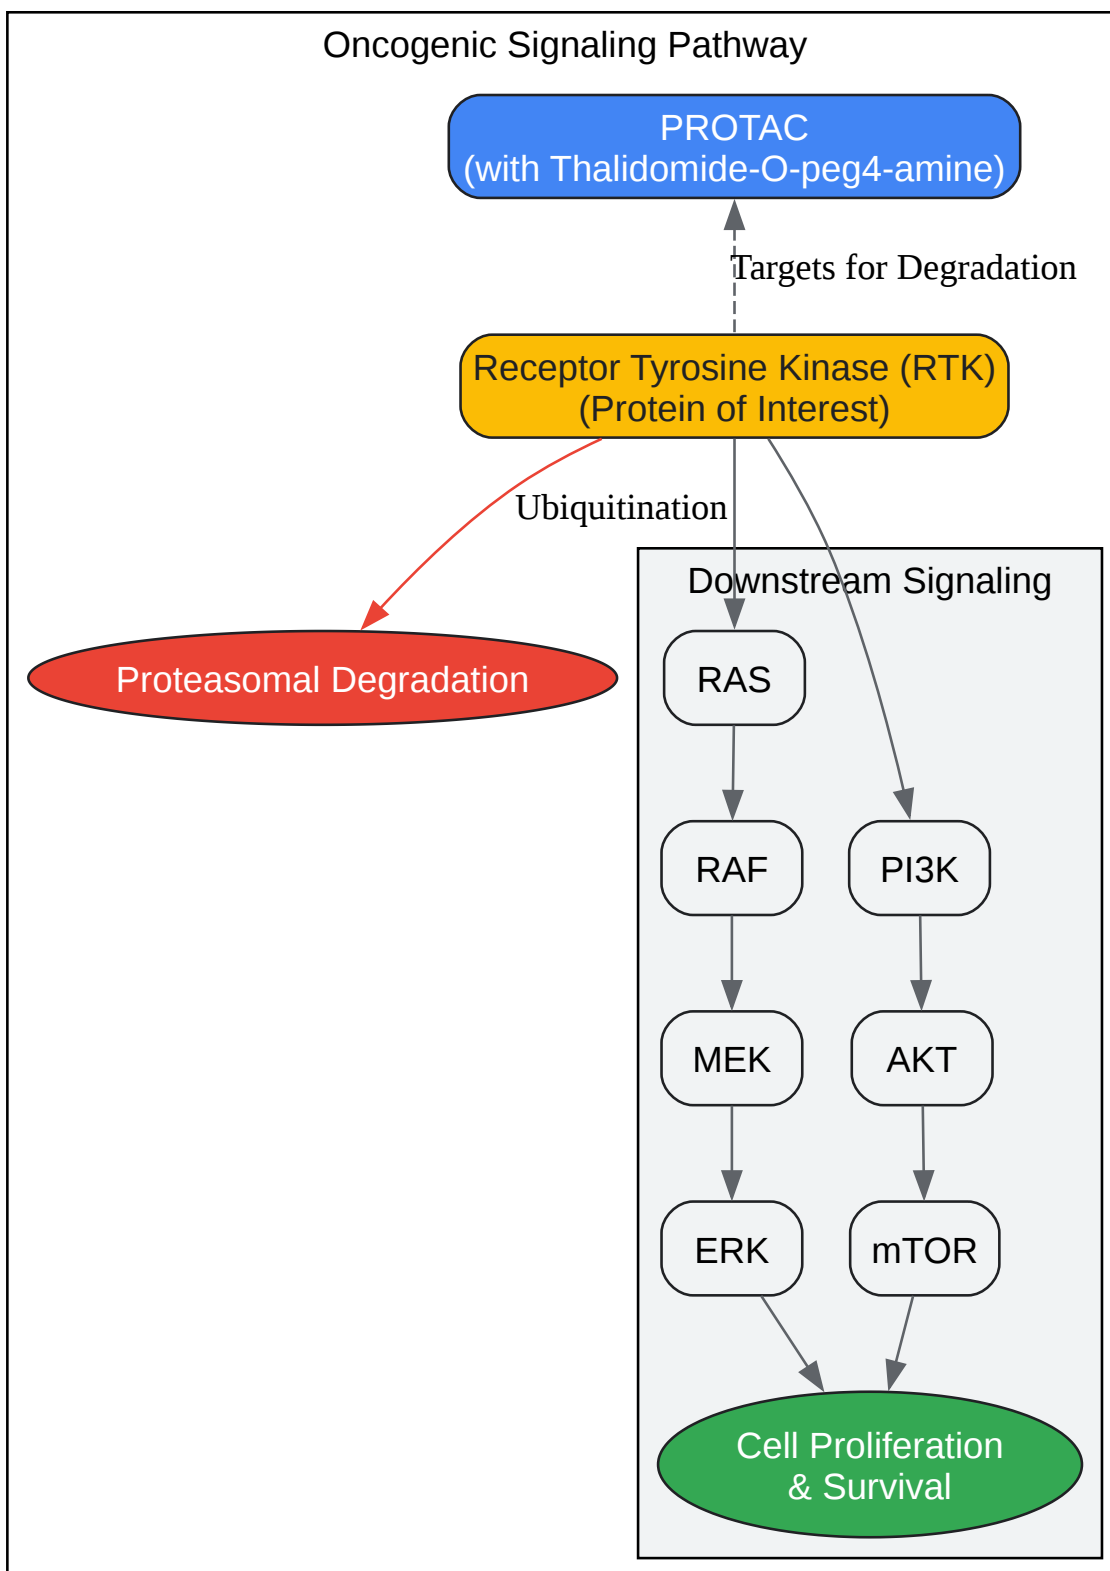 Oncogenic Signaling Pathway
PROTAC
(with Thalidomide-O-peg4-amine)
Targets for Degradation
Receptor Tyrosine Kinase (RTK)
(Protein of Interest)
Ubiquitination
Downstream Signaling
Proteasomal Degradation
RAS
RAF
PI3K
MEK
AKT
ERK
mTOR
Cell Proliferation
& Survival